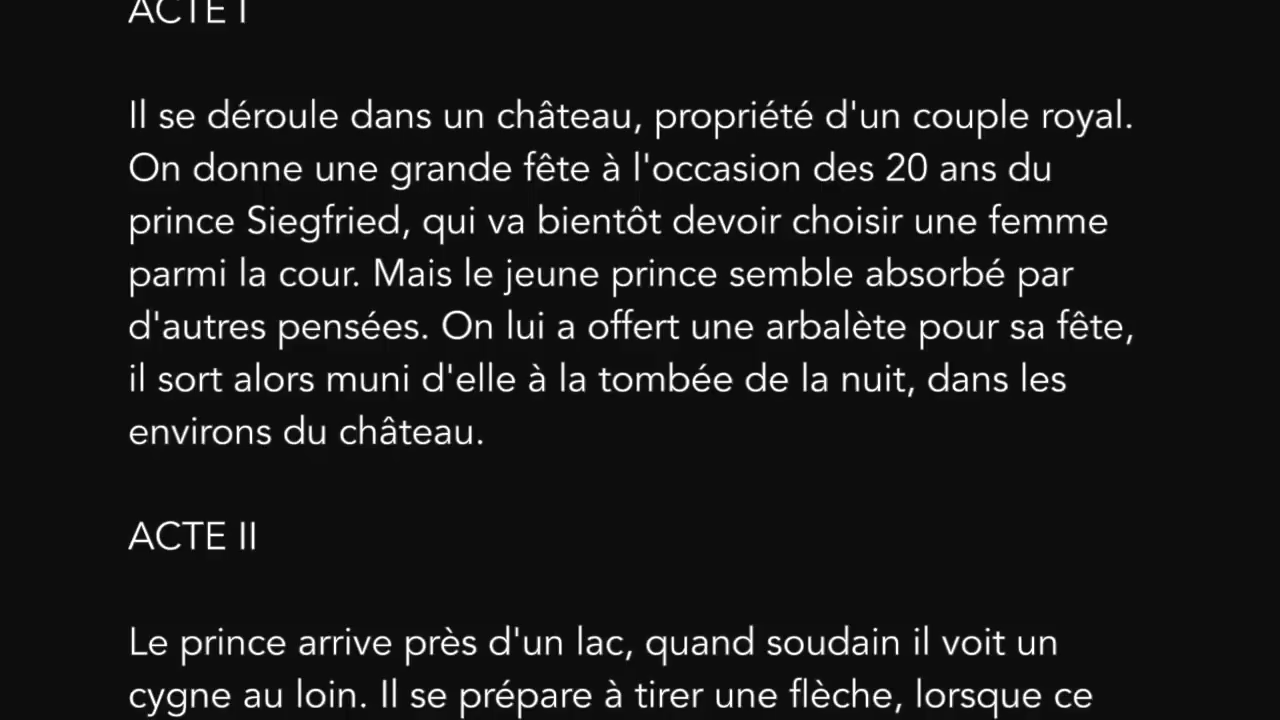 ACTE I
Il se déroule dans un château, propriété d'un couple royal.
On donne une grande fête à l'occasion des 20 ans du
prince Siegfried, qui va bientôt devoir choisir une femme
parmi la cour. Mais le jeune prince semble absorbé par
d'autres pensées. On lui a offert une arbalète pour sa fête,
il sort alors muni d'elle à la tombée de la nuit, dans les
environs du château.
ACTE II
Le prince arrive près d'un lac, quand soudain il voit un
cygne au loin. Il se prépare à tirer une flèche, lorsque ce